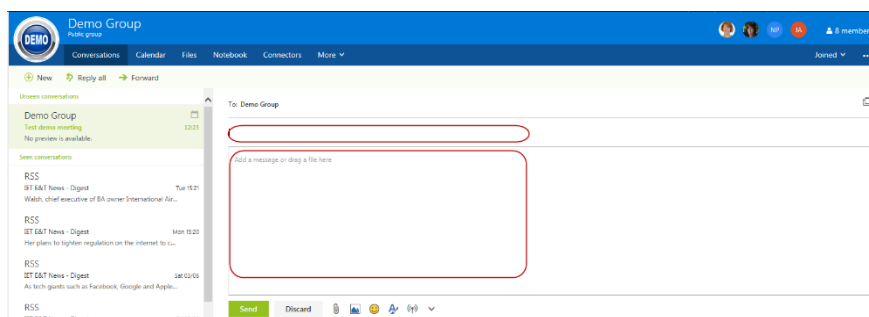 Demo Group
Public group
DEMO
NP
IA
8 member
Conversations Calendar Files Notebook Connectors More
Joined
New Reply all Forward
Unseen conversations
Demo Group
Test demo meeting 12:25
No preview is available.
Seen conversations
RSS
IET E&T News - Digest Tue 15:21
Walsh, chief executive of BA owner International Air...
RSS
IET E&T News - Digest Mon 15:20
Her plans to tighten regulation on the internet to c...
RSS
IET E&T News - Digest Sat 03/06
As tech giants such as Facebook, Google and Apple...
RSS
To: Demo Group
Add a message or drag a file here
Send Discard